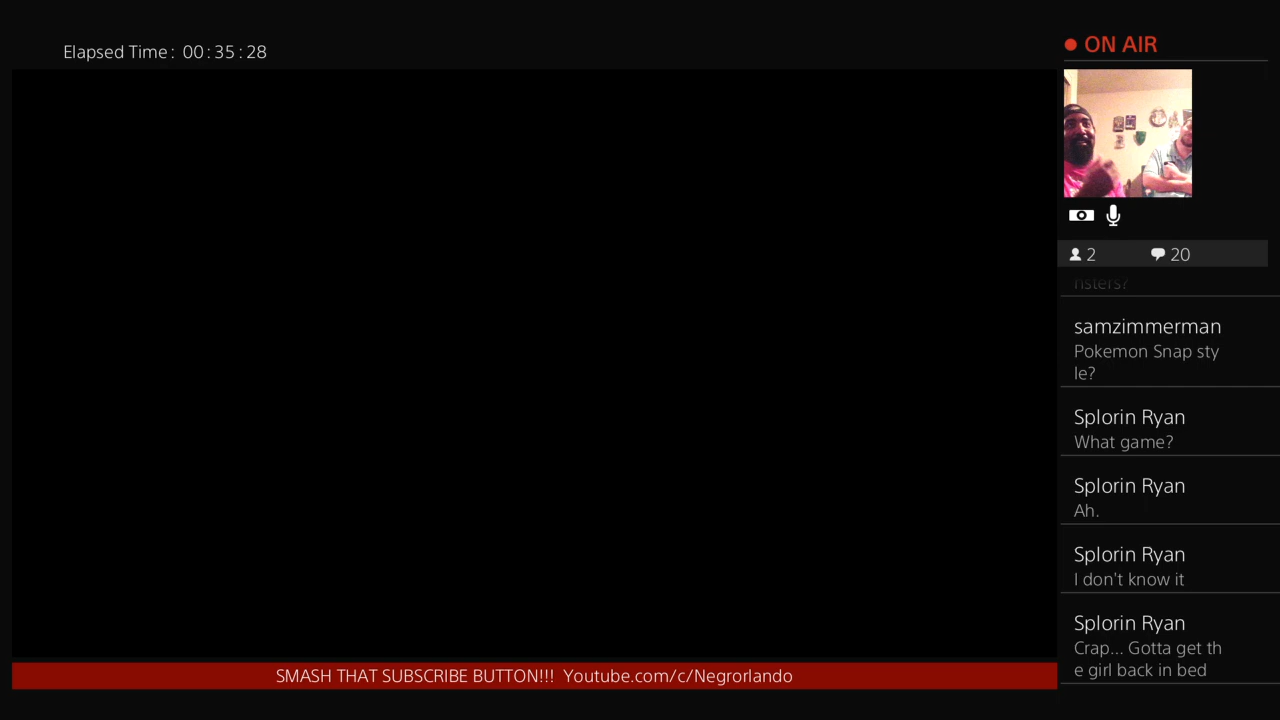 Elapsed Time: 00:35:28
ON AIR
2
20
nsters?
samzimmerman
Pokemon Snap sty
le?
Splorin Ryan
What game?
Splorin Ryan
Ah.
Splorin Ryan
I don't know it
Splorin Ryan
Crap... Gotta get th
e girl back in bed
SMASH THAT SUBSCRIBE BUTTON!!! Youtube.com/c/Negrorlando